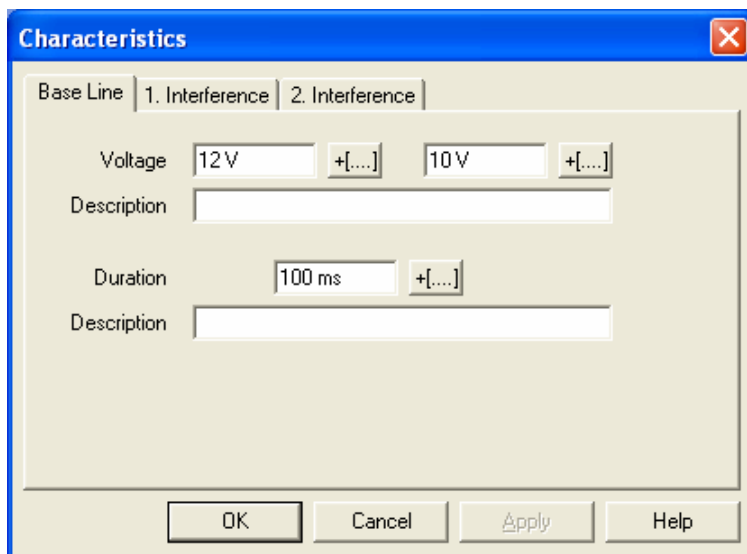 Characteristics
Base Line 1. Interference 2. Interference
Voltage 12 V +[....] 10 V +[....]
Description
Duration 100 ms +[....]
Description
OK Cancel Apply Help